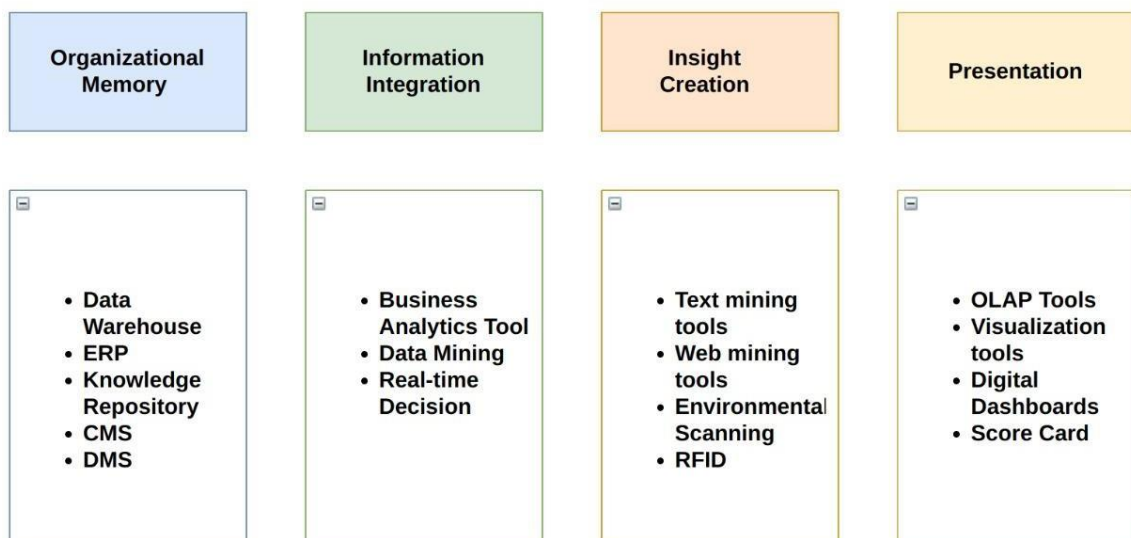 Organizational
Memory
Information
Integration
Insight
Creation
Presentation
• Data
Warehouse
• ERP
• Knowledge
Repository
• CMS
• DMS
• Business
Analytics Tool
• Data Mining
• Real-time
Decision
• Text mining
tools
• Web mining
tools
• Environmental
Scanning
• RFID
• OLAP Tools
• Visualization
tools
• Digital
Dashboards
• Score Card